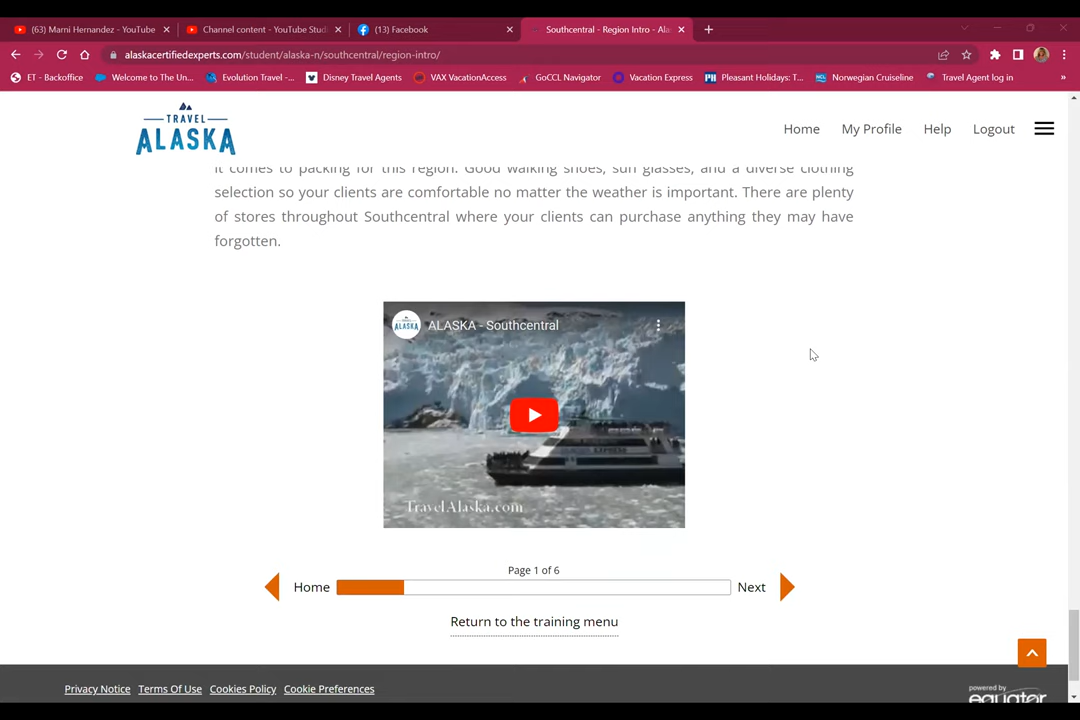 (63) Marni Hernandez - YouTube
Channel content - YouTube Studi
(13) Facebook
Southcentral - Region Intro - Ala
alaskacertifiedexperts.com/student/alaska-n/southcentral/region-intro/
ET - Backoffice
Welcome to The Un...
Evolution Travel -...
Disney Travel Agents
VAX VacationAccess
GoCCL Navigator
Vacation Express
Pleasant Holidays: T...
Norwegian Cruiseline
Travel Agent log in
TRAVEL
ALASKA
Home
My Profile
Help
Logout
it comes to packing for this region. Good walking shoes, sun glasses, and a diverse clothing
selection so your clients are comfortable no matter the weather is important. There are plenty
of stores throughout Southcentral where your clients can purchase anything they may have
forgotten.
ALASKA
ALASKA - Southcentral
TravelAlaska.com
Page 1 of 6
Home
Next
Return to the training menu
Privacy Notice
Terms Of Use
Cookies Policy
Cookie Preferences
powered by
equator